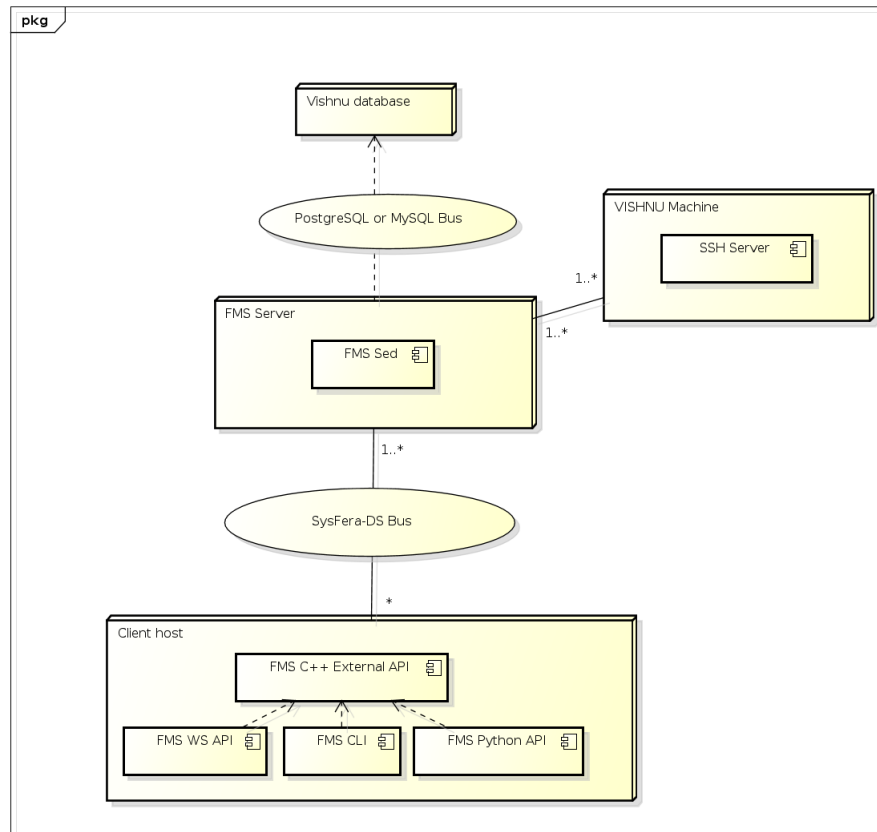 pkg
Vishnu database
PostgreSQL or MySQL Bus
VISHNU Machine
SSH Server
1..*
FMS Server
1..*
FMS Sed
1..*
SysFera-DS Bus
*
Client host
FMS C++ External API
FMS WS API
FMS CLI
FMS Python API